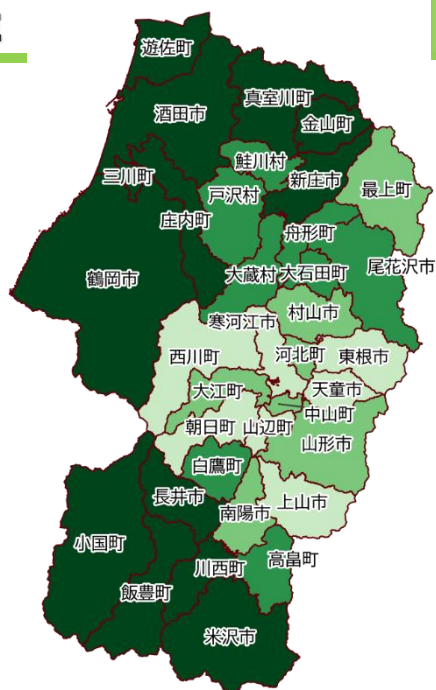 遊佐町
真室川町
酒田市
金山町
鮭川村
三川町
新庄市
最上町
戸沢村
庄内町
舟形町
尾花沢市
鶴岡市
大蔵村
大石田町
村山市
寒河江市
西川町
河北町
東根市
大江町
天童市
中山町
朝日町
山辺町
山形市
白鷹町
長井市
上山市
南陽市
小国町
高畠町
川西町
飯豊町
米沢市